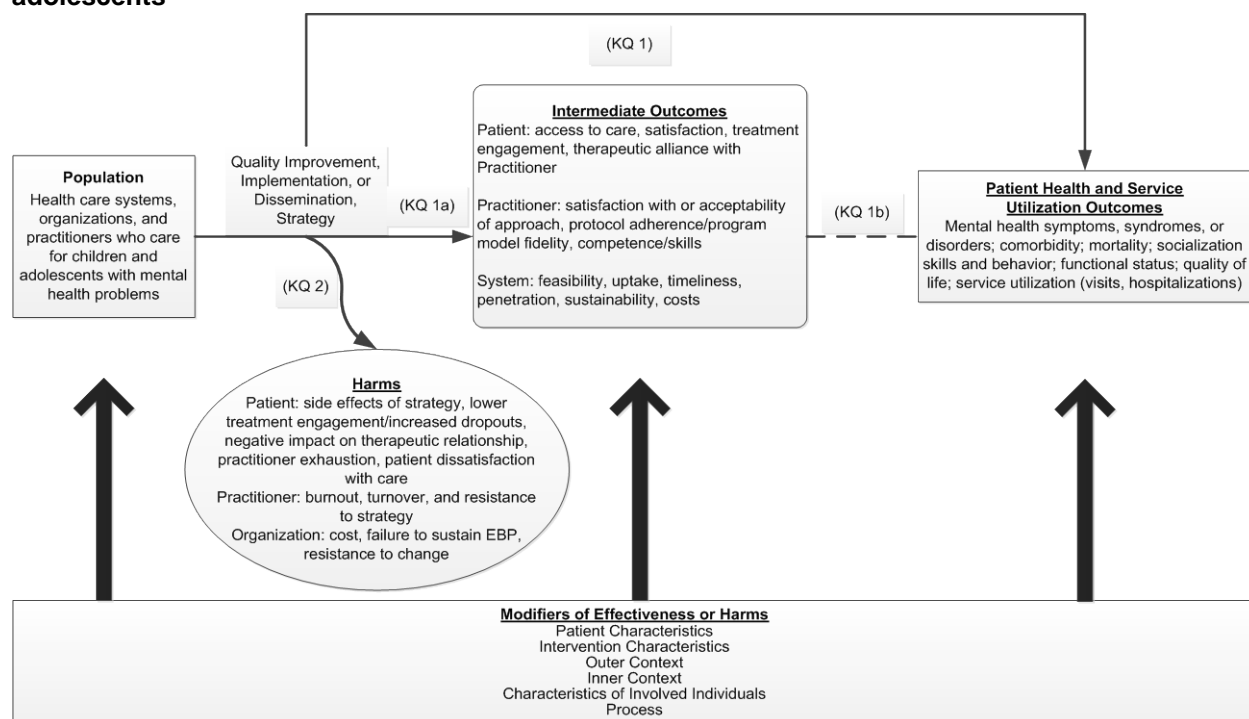 adolescents
(KQ 1)
Population
Health care systems,
organizations, and
practitioners who care
for children and
adolescents with mental
health problems
Quality Improvement,
Implementation, or
Dissemination,
Strategy
(KQ 1a)
(KQ 2)
Intermediate Outcomes
Patient: access to care, satisfaction, treatment
engagement, therapeutic alliance with
Practitioner
Practitioner: satisfaction with or acceptability
of approach, protocol adherence/program
model fidelity, competence/skills
System: feasibility, uptake, timeliness,
penetration, sustainability, costs
(KQ 1b)
Patient Health and Service
Utilization Outcomes
Mental health symptoms, syndromes, or
disorders; comorbidity; mortality; socialization
skills and behavior; functional status; quality of
life; service utilization (visits, hospitalizations)
Harms
Patient: side effects of strategy, lower
treatment engagement/increased dropouts,
negative impact on therapeutic relationship,
practitioner exhaustion, patient dissatisfaction
with care
Practitioner: burnout, turnover, and resistance
to strategy
Organization: cost, failure to sustain EBP,
resistance to change
Modifiers of Effectiveness or Harms
Patient Characteristics
Intervention Characteristics
Outer Context
Inner Context
Characteristics of Involved Individuals
Process